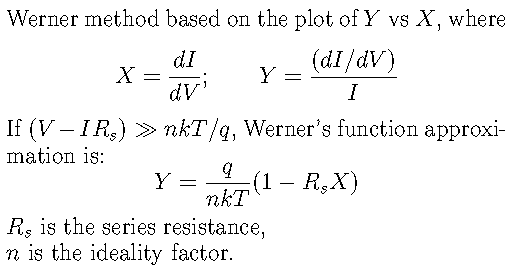 Werner method based on the plot of Y vs X, where
X = dI/dV; Y = (dI/dV)/I
If (V − IR_s) ≫ nkT/q, Werner's function approxi-
mation is:
Y = q/nkT (1 − R_sX)
R_s is the series resistance,
n is the ideality factor.